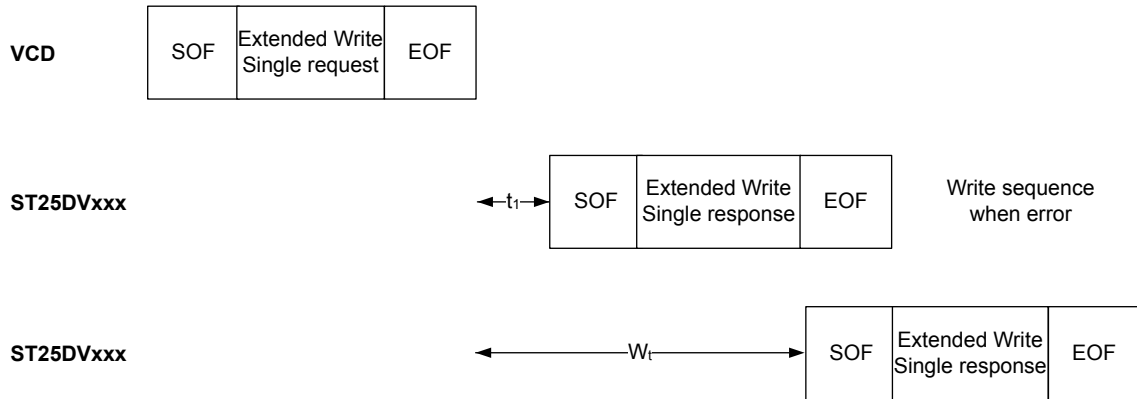 VCD
SOF
Extended Write
Single request
EOF
ST25DVxxx
t₁
SOF
Extended Write
Single response
EOF
Write sequence
when error
ST25DVxxx
Wₜ
SOF
Extended Write
Single response
EOF